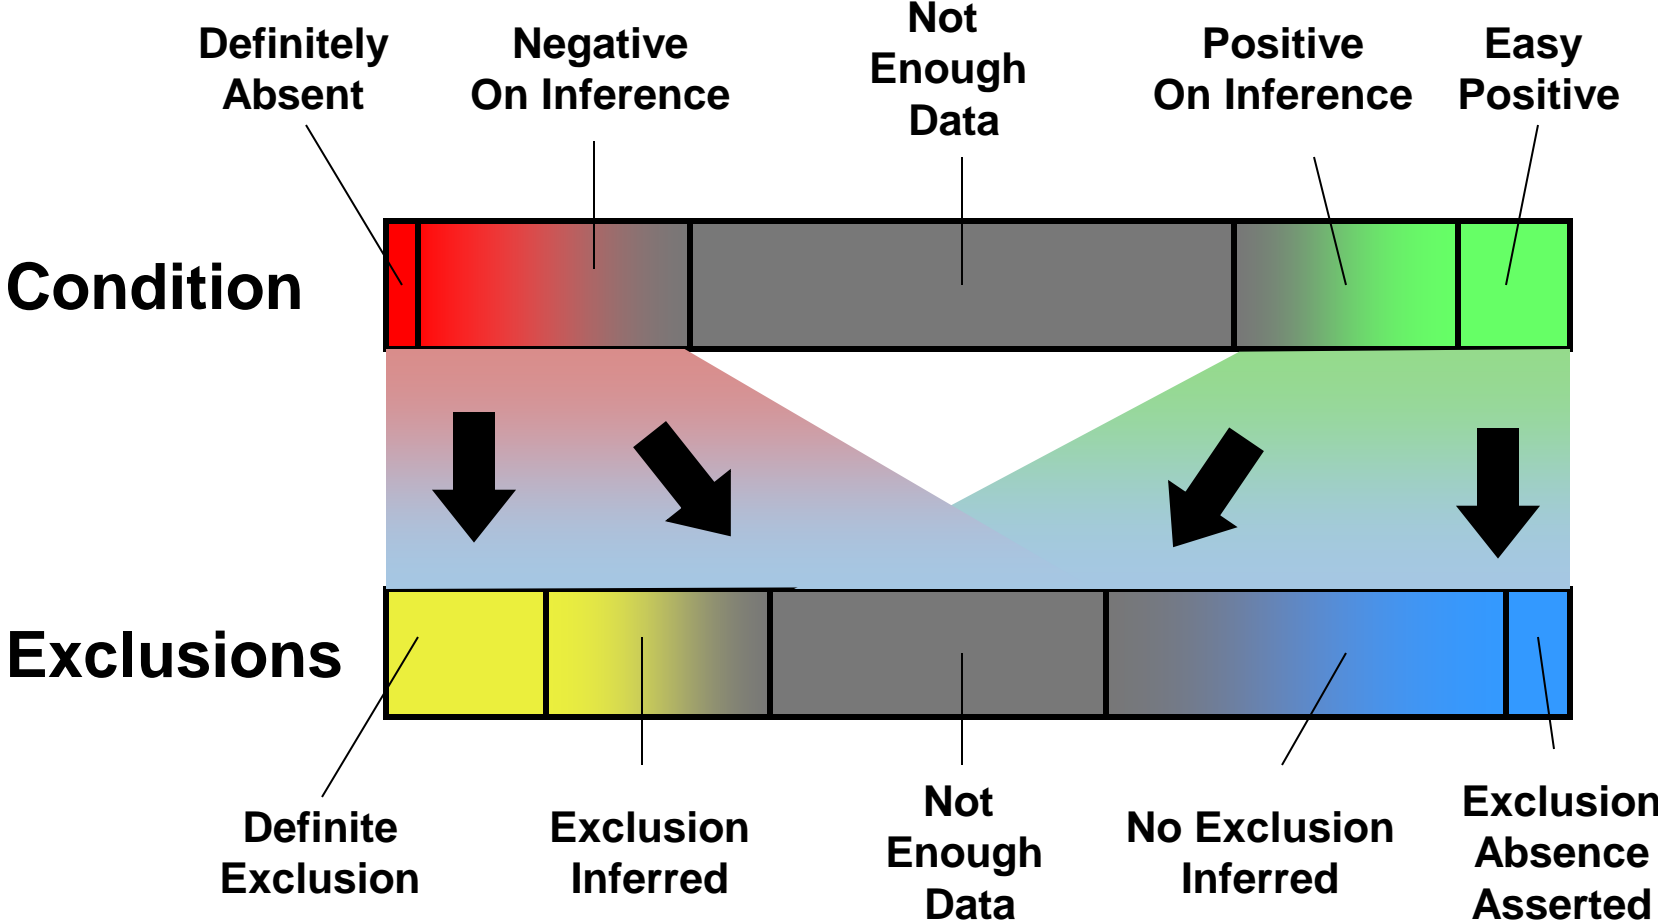 Definitely
Absent
Negative
On Inference
Not
Enough
Data
Positive
On Inference
Easy
Positive
Condition
Exclusions
Definite
Exclusion
Exclusion
Inferred
Not
Enough
Data
No Exclusion
Inferred
Exclusion
Absence
Asserted